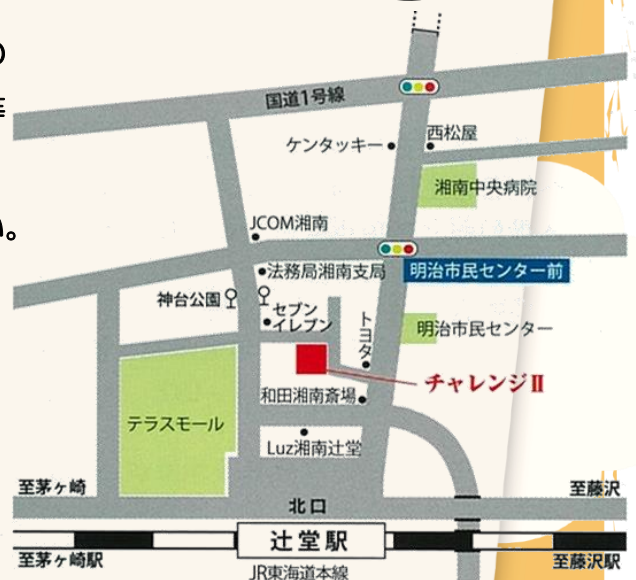 の
い。
国道1号線
ケンタッキー
西松屋
湘南中央病院
JCOM湘南
法務局湘南支局
明治市民センター前
神台公園
セブン
イレブン
トヨタ
明治市民センター
チャレンジⅡ
和田湘南斎場
テラスモール
Luz湘南辻堂
至茅ヶ崎
至藤沢
北口
辻堂駅
至茅ヶ崎駅
至藤沢駅
JR東海道本線